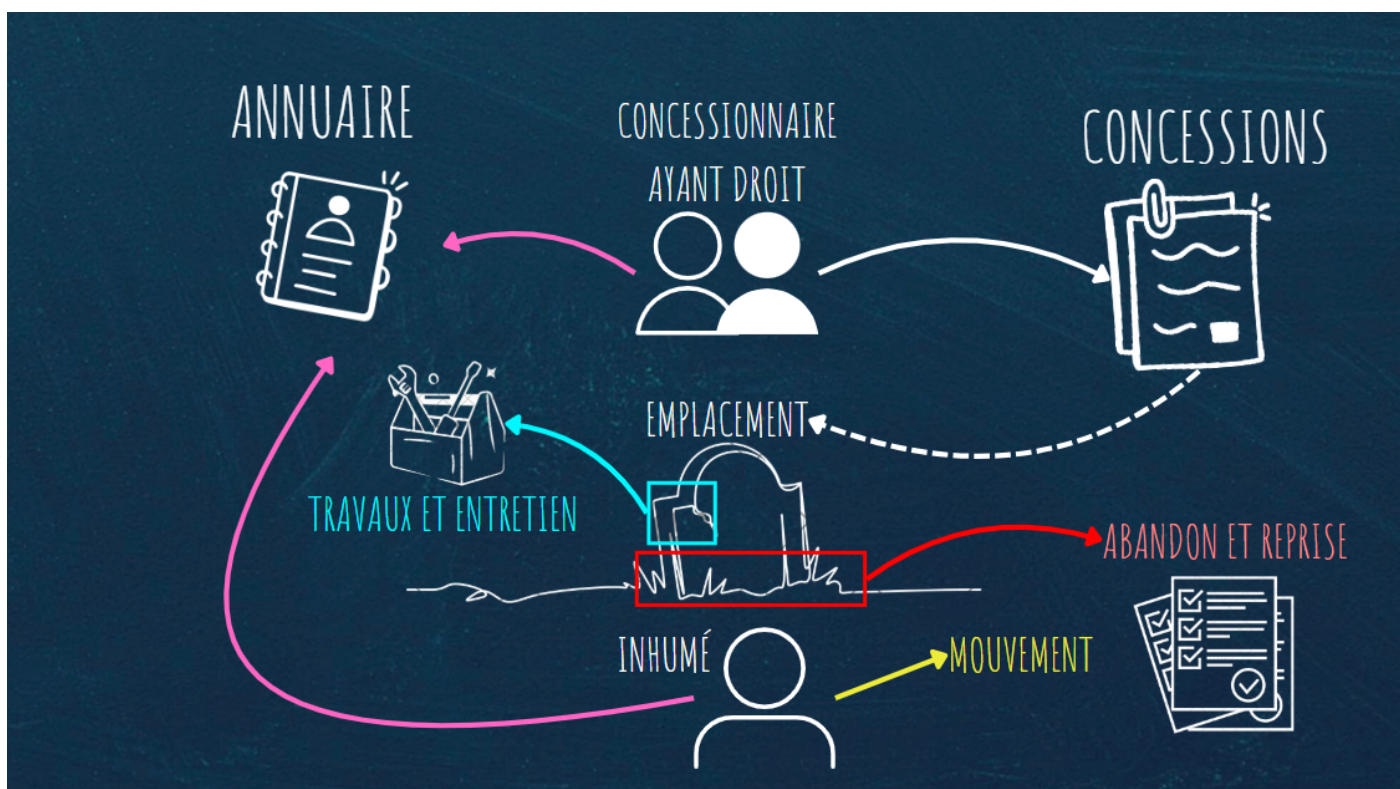 ANNUAIRE
CONCESSIONNAIRE
AYANT DROIT
CONCESSIONS
EMPLACEMENT
TRAVAUX ET ENTRETIEN
ABANDON ET REPRISE
INHUMÉ
MOUVEMENT